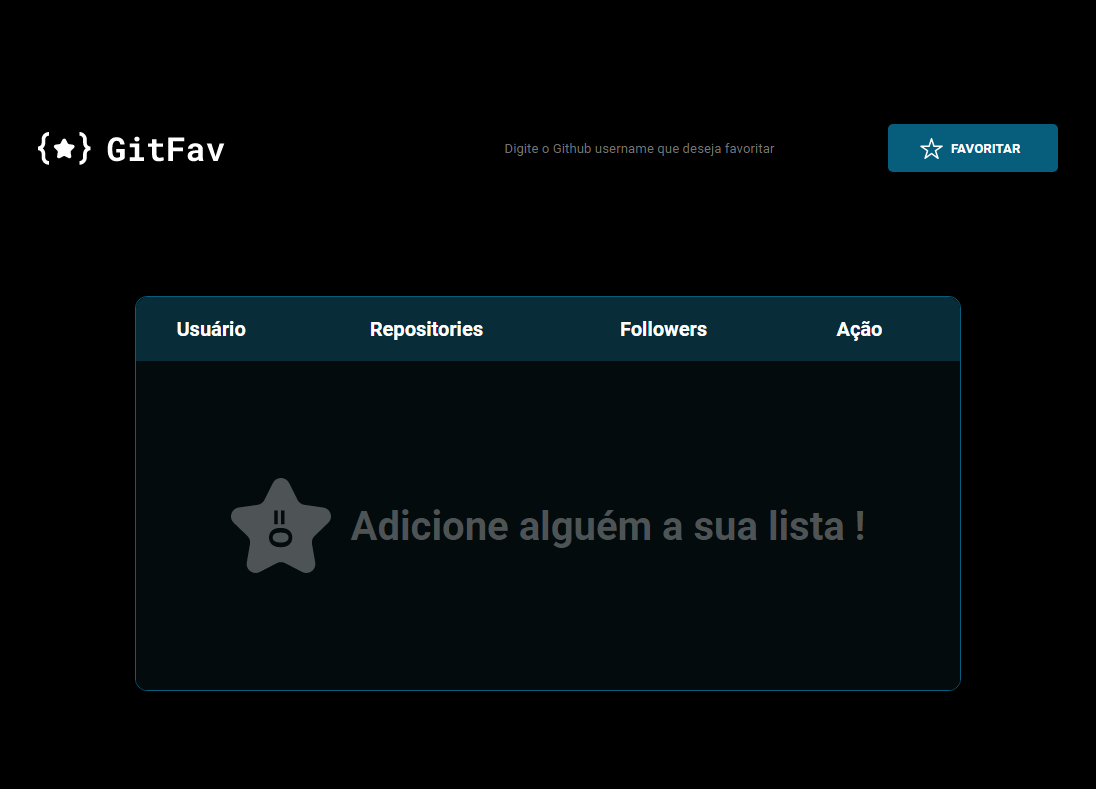 {★} GitFav
Digite o Github username que deseja favoritar
FAVORITAR
Usuário Repositories Followers Ação
Adicione alguém a sua lista !